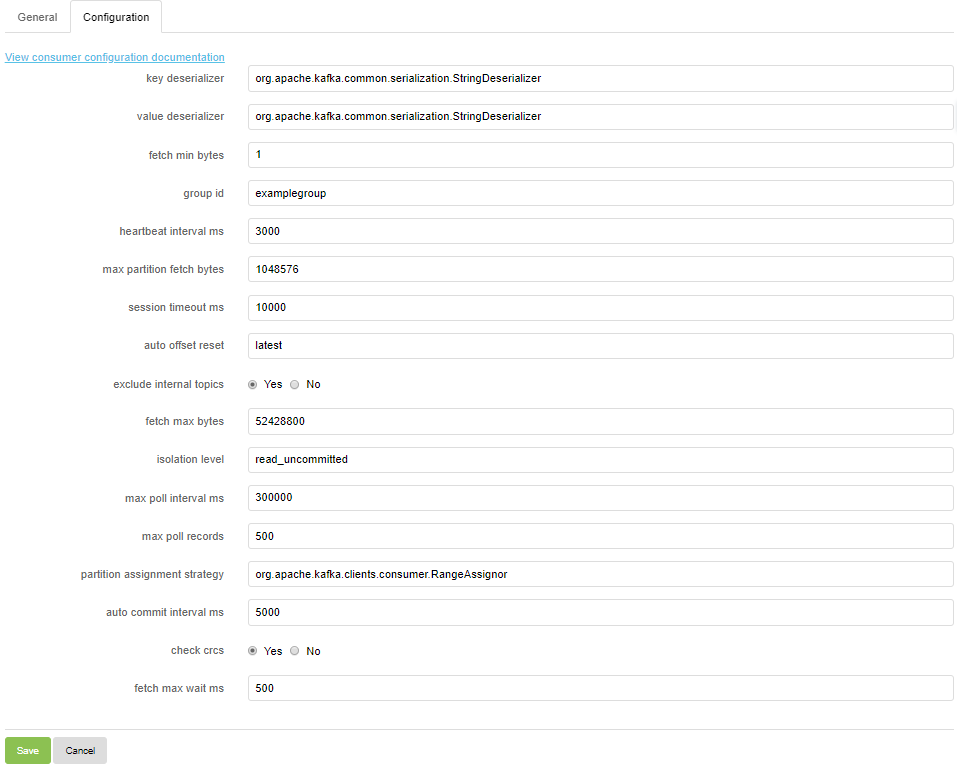 General Configuration
View consumer configuration documentation
key deserializer org.apache.kafka.common.serialization.StringDeserializer
value deserializer org.apache.kafka.common.serialization.StringDeserializer
fetch min bytes 1
group id examplegroup
heartbeat interval ms 3000
max partition fetch bytes 1048576
session timeout ms 10000
auto offset reset latest
exclude internal topics Yes No
fetch max bytes 52428800
isolation level read_uncommitted
max poll interval ms 300000
max poll records 500
partition assignment strategy org.apache.kafka.clients.consumer.RangeAssignor
auto commit interval ms 5000
check crcs Yes No
fetch max wait ms 500
Save Cancel